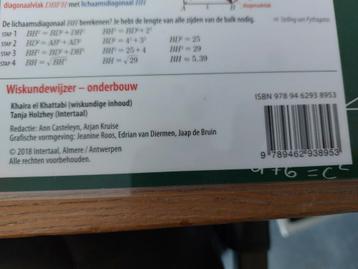 diagonaalvlak DBFH met lichaamsdiagonaal BH
De lichaamsdiagonaal BH berekenen? Je hebt de lengte van alle zijden van de balk nodig.
Stelling van Pythagoras
A 1 B
STAP 1 BH² = BD² + DH² BH² = BD² + 2²
STAP 2 BD² = AB² + AD² BD² = 4² + 3² BD = 25
STAP 3 BH² = BD² + DH² BH² = 25 + 4 BH² = 29
STAP 4 BH = √BH² BH = √29 BH = 5,39
Wiskundewijzer – onderbouw
Khaira el Khattabi (wiskundige inhoud)
Tanja Holzhey (Intertaal)
Redactie: Ann Casteleyn, Arjan Kruise
Grafische vormgeving: Jeanine Roos, Edrian van Diermen, Jaap de Bruin
© 2018 Intertaal, Almere / Antwerpen
Alle rechten voorbehouden.
ISBN 978 94 6293 8953
9 789462 938953